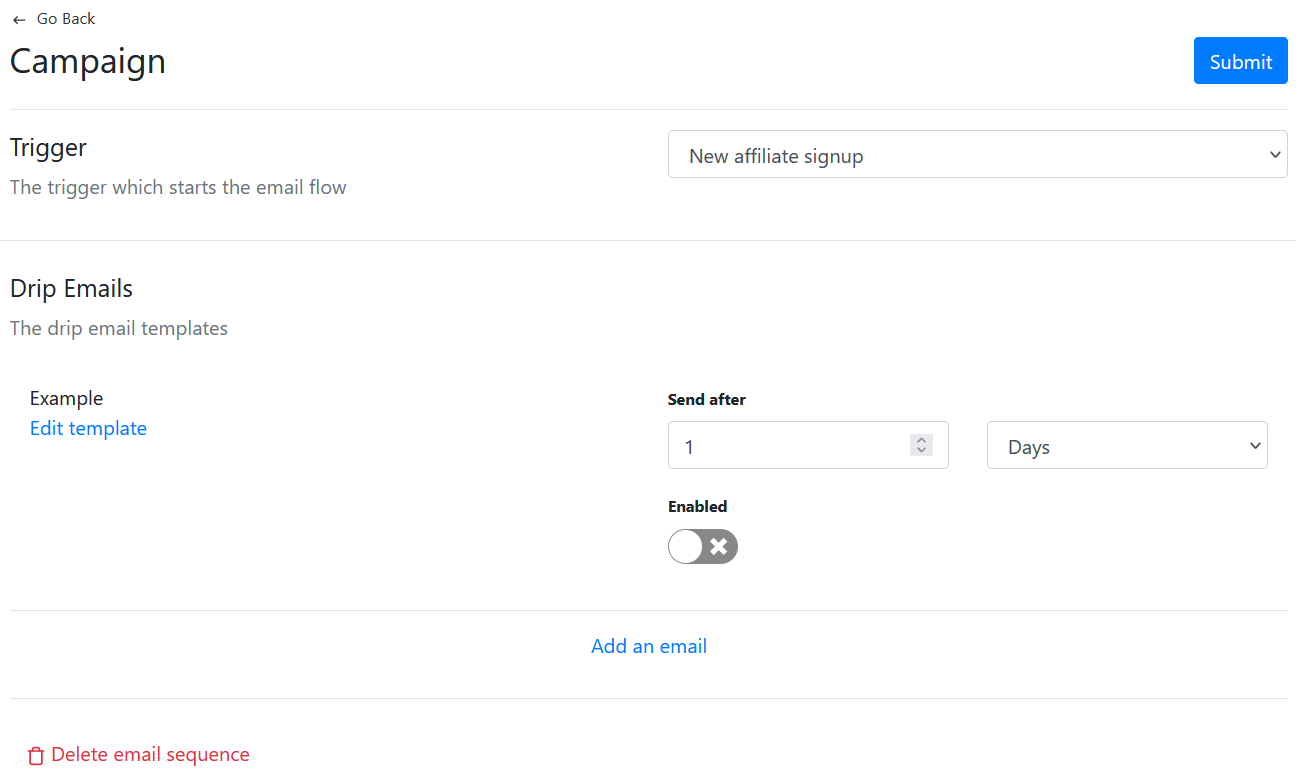 Go Back
Campaign
Submit
Trigger
New affiliate signup
The trigger which starts the email flow
Drip Emails
The drip email templates
Example
Edit template
Send after
1
Days
Enabled
Add an email
Delete email sequence